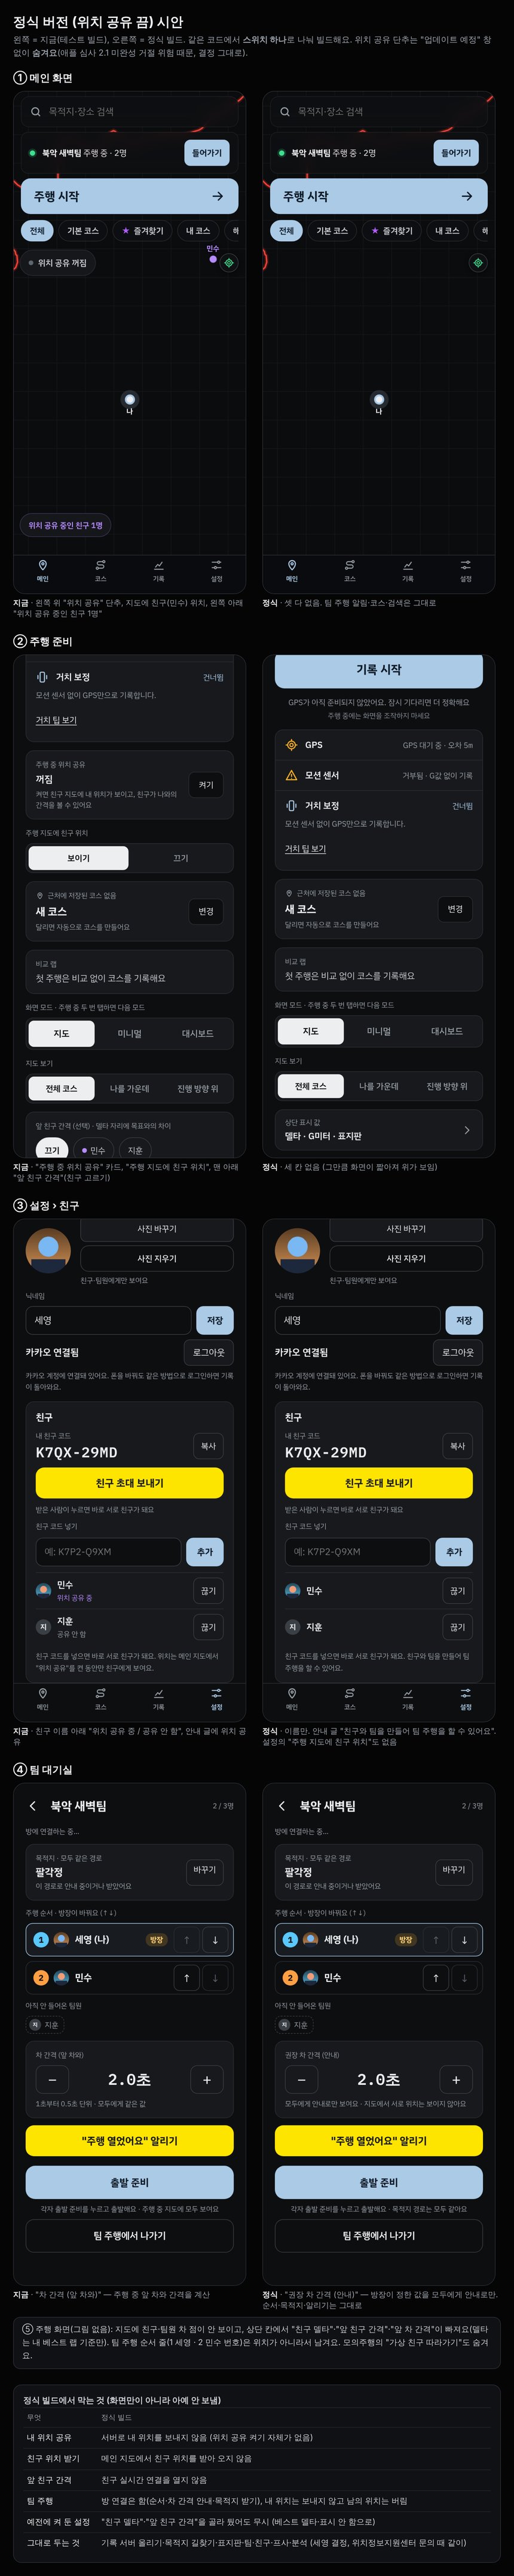 정식 버전 (위치 공유 끔) 시안
왼쪽 = 지금(테스트 빌드), 오른쪽 = 정식 빌드. 같은 코드에서 스위치 하나로 나눠 빌드해요. 위치 공유 단추는 "업데이트 예정" 창
없이 숨겨요(애플 심사 2.1 미완성 거절 위험 때문, 결정 그대로).
① 메인 화면
목적지·장소 검색
북악 새벽팀 주행 중 · 2명
들어가기
주행 시작
전체
기본 코스
★ 즐겨찾기
내 코스
위치 공유 꺼짐
민수
나
위치 공유 중인 친구 1명
메인
코스
기록
설정
목적지·장소 검색
북악 새벽팀 주행 중 · 2명
들어가기
주행 시작
전체
기본 코스
★ 즐겨찾기
내 코스
나
메인
코스
기록
설정
지금 · 왼쪽 위 "위치 공유" 단추, 지도에 친구(민수) 위치, 왼쪽 아래
"위치 공유 중인 친구 1명"
정식 · 셋 다 없음. 팀 주행 알림·코스·검색은 그대로
② 주행 준비
거치 보정
건너뜀
모션 센서 없이 GPS만으로 기록합니다.
거치 팁 보기
주행 중 위치 공유
꺼짐
켜면 친구 지도에 내 위치가 보이고, 친구가 나와의
간격을 볼 수 있어요
켜기
주행 지도에 친구 위치
보이기
끄기
근처에 저장된 코스 없음
새 코스
달리면 자동으로 코스를 만들어요
변경
비교 랩
첫 주행은 비교 없이 코스를 기록해요
화면 모드 · 주행 중 두 번 탭하면 다음 모드
지도
미니멀
대시보드
지도 보기
전체 코스
나를 가운데
진행 방향 위
앞 친구 간격 (선택) · 델타 자리에 목표와의 차이
끄기
민수
지훈
기록 시작
GPS가 아직 준비되지 않았어요. 잠시 기다리면 더 정확해요
주행 중에는 화면을 조작하지 마세요
GPS
GPS 대기 중 · 오차 5m
모션 센서
거부됨 · G값 없이 기록
거치 보정
건너뜀
모션 센서 없이 GPS만으로 기록합니다.
거치 팁 보기
근처에 저장된 코스 없음
새 코스
달리면 자동으로 코스를 만들어요
변경
비교 랩
첫 주행은 비교 없이 코스를 기록해요
화면 모드 · 주행 중 두 번 탭하면 다음 모드
지도
미니멀
대시보드
지도 보기
전체 코스
나를 가운데
진행 방향 위
상단 표시 값
델타 · G미터 · 표지판
지금 · "주행 중 위치 공유" 카드, "주행 지도에 친구 위치", 맨 아래
"앞 친구 간격"(친구 고르기)
정식 · 세 칸 없음 (그만큼 화면이 짧아져 위가 보임)
③ 설정 › 친구
사진 바꾸기
사진 지우기
친구·팀원에게만 보여요
닉네임
세영
저장
카카오 연결됨
로그아웃
카카오 계정에 연결돼 있어요. 폰을 바꿔도 같은 방법으로 로그인하면 기록
이 돌아와요.
친구
내 친구 코드
K7QX-29MD
복사
친구 초대 보내기
받은 사람이 누르면 바로 서로 친구가 돼요
친구 코드 넣기
예: K7P2-Q9XM
추가
민수
위치 공유 중
끊기
지
지훈
공유 안 함
끊기
친구 코드를 넣으면 바로 서로 친구가 돼요. 위치는 메인 지도에서
"위치 공유"를 켠 동안만 친구에게 보여요.
메인
코스
기록
설정
사진 바꾸기
사진 지우기
친구·팀원에게만 보여요
닉네임
세영
저장
카카오 연결됨
로그아웃
카카오 계정에 연결돼 있어요. 폰을 바꿔도 같은 방법으로 로그인하면 기록
이 돌아와요.
친구
내 친구 코드
K7QX-29MD
복사
친구 초대 보내기
받은 사람이 누르면 바로 서로 친구가 돼요
친구 코드 넣기
예: K7P2-Q9XM
추가
민수
끊기
지
지훈
끊기
친구 코드를 넣으면 바로 서로 친구가 돼요. 친구와 팀을 만들어 팀
주행을 할 수 있어요.
메인
코스
기록
설정
지금 · 친구 이름 아래 "위치 공유 중 / 공유 안 함", 안내 글에 위치 공
유
정식 · 이름만. 안내 글 "친구와 팀을 만들어 팀 주행을 할 수 있어요".
설정의 "주행 지도에 친구 위치"도 없음
④ 팀 대기실
북악 새벽팀
2 / 3명
방에 연결하는 중…
목적지 · 모두 같은 경로
팔각정
이 경로로 안내 중이거나 받았어요
바꾸기
주행 순서 · 방장이 바꿔요 (↑↓)
1
세영 (나)
방장
↑
↓
2
민수
↑
↓
아직 안 들어온 팀원
지
지훈
차 간격 (앞 차와)
−
2.0초
+
1초부터 0.5초 단위 · 모두에게 같은 값
"주행 열었어요" 알리기
출발 준비
각자 출발 준비를 누르고 출발해요 · 주행 중 지도에 모두 보여요
팀 주행에서 나가기
북악 새벽팀
2 / 3명
방에 연결하는 중…
목적지 · 모두 같은 경로
팔각정
이 경로로 안내 중이거나 받았어요
바꾸기
주행 순서 · 방장이 바꿔요 (↑↓)
1
세영 (나)
방장
↑
↓
2
민수
↑
↓
아직 안 들어온 팀원
지
지훈
권장 차 간격 (안내)
−
2.0초
+
모두에게 안내로만 보여요 · 지도에서 서로 위치는 보이지 않아요
"주행 열었어요" 알리기
출발 준비
각자 출발 준비를 누르고 출발해요 · 목적지 경로는 모두 같아요
팀 주행에서 나가기
지금 · "차 간격 (앞 차와)" — 주행 중 앞 차와 간격을 계산
정식 · "권장 차 간격 (안내)" — 방장이 정한 값을 모두에게 안내로만.
순서·목적지·알리기는 그대로
⑤ 주행 화면(그림 없음): 지도에 친구·팀원 차 점이 안 보이고, 상단 칸에서 "친구 델타"·"앞 친구 간격"·"앞 차 간격"이 빠져요(델타
는 내 베스트 랩 기준만). 팀 주행 순서 줄(1 세영 · 2 민수 번호)은 위치가 아니라서 남겨요. 모의주행의 "가상 친구 따라가기"도 숨겨
요.
정식 빌드에서 막는 것 (화면만이 아니라 아예 안 보냄)
무엇
정식 빌드
내 위치 공유
서버로 내 위치를 보내지 않음 (위치 공유 켜기 자체가 없음)
친구 위치 받기
메인 지도에서 친구 위치를 받아 오지 않음
앞 친구 간격
친구 실시간 연결을 열지 않음
팀 주행
방 연결은 함(순서·차 간격 안내·목적지 받기), 내 위치는 보내지 않고 남의 위치는 버림
예전에 켜 둔 설정
"친구 델타"·"앞 친구 간격"을 골라 뒀어도 무시 (베스트 델타·표시 안 함으로)
그대로 두는 것
기록 서버 올리기·목적지 길찾기·표지판·팀·친구·프사·분석 (세영 결정, 위치정보지원센터 문의 때 같이)